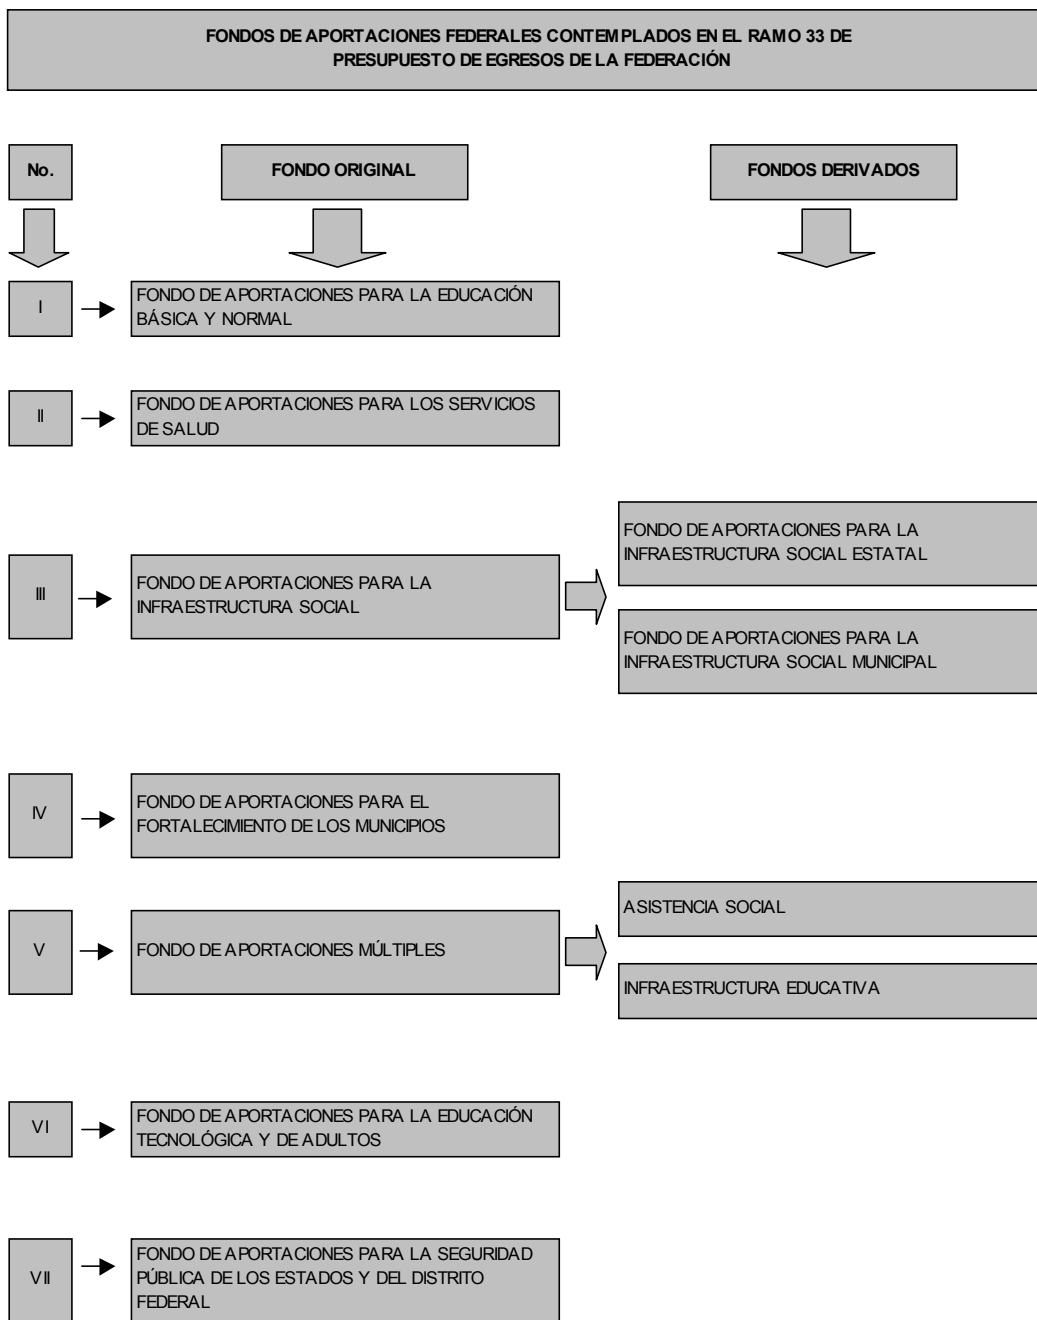 FONDOS DE APORTACIONES FEDERALES CONTEMPLADOS EN EL RAMO 33 DE
PRESUPUESTO DE EGRESOS DE LA FEDERACIÓN
No.
FONDO ORIGINAL
FONDOS DERIVADOS
I
FONDO DE APORTACIONES PARA LA EDUCACIÓN
BÁSICA Y NORMAL
II
FONDO DE APORTACIONES PARA LOS SERVICIOS
DE SALUD
III
FONDO DE APORTACIONES PARA LA
INFRAESTRUCTURA SOCIAL
FONDO DE APORTACIONES PARA LA
INFRAESTRUCTURA SOCIAL ESTATAL
FONDO DE APORTACIONES PARA LA
INFRAESTRUCTURA SOCIAL MUNICIPAL
IV
FONDO DE APORTACIONES PARA EL
FORTALECIMIENTO DE LOS MUNICIPIOS
V
FONDO DE APORTACIONES MÚLTIPLES
ASISTENCIA SOCIAL
INFRAESTRUCTURA EDUCATIVA
VI
FONDO DE APORTACIONES PARA LA EDUCACIÓN
TECNOLÓGICA Y DE ADULTOS
VII
FONDO DE APORTACIONES PARA LA SEGURIDAD
PÚBLICA DE LOS ESTADOS Y DEL DISTRITO
FEDERAL